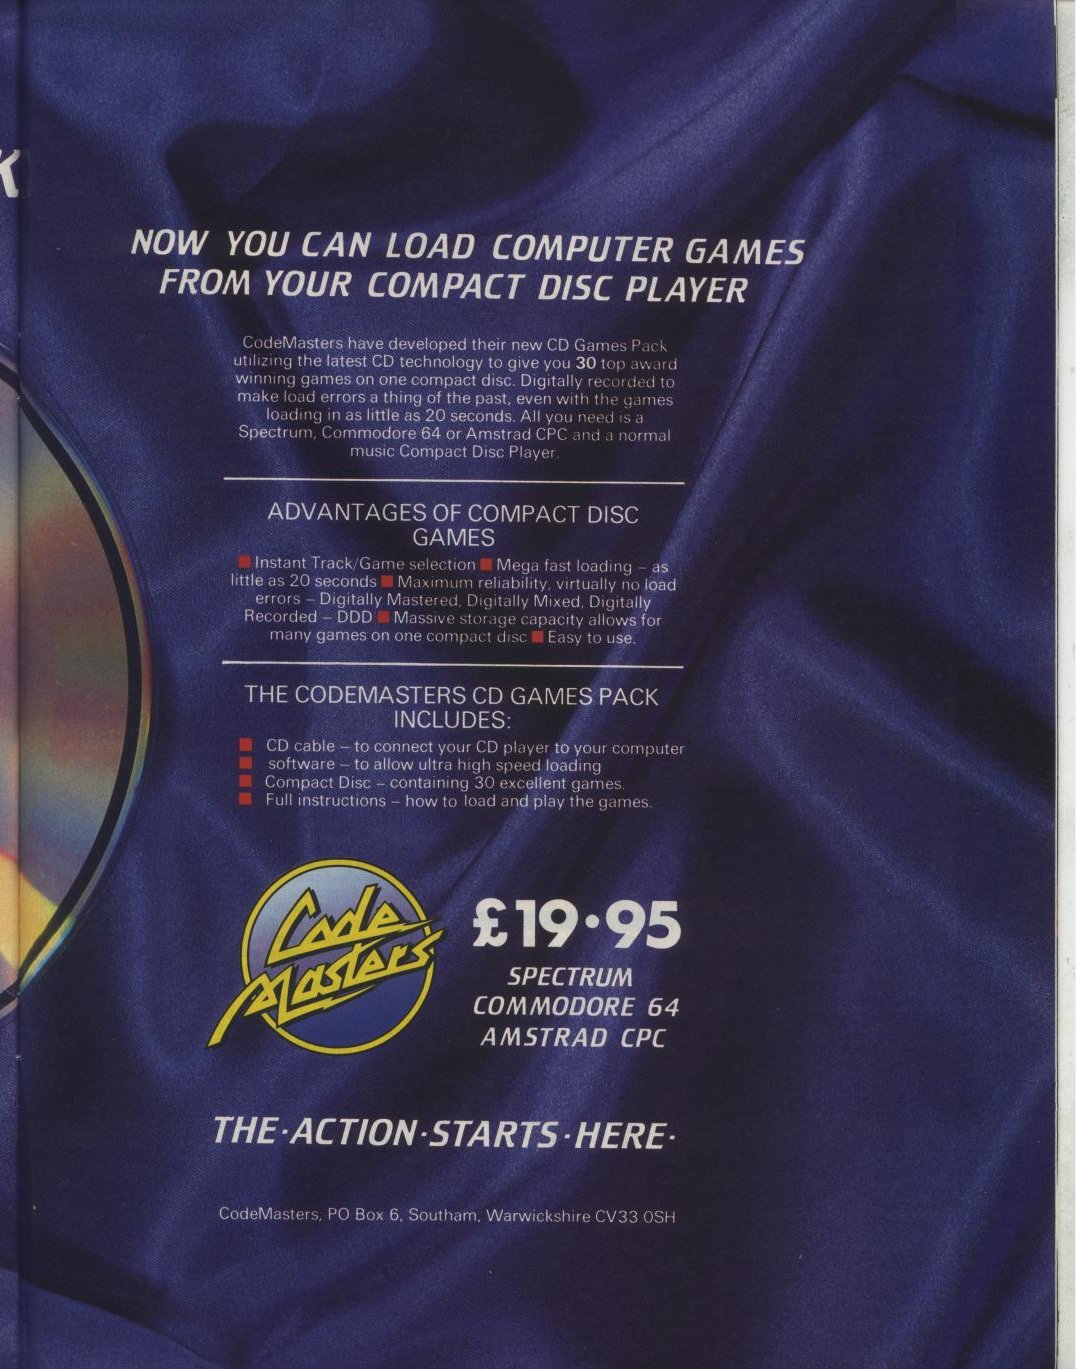 K
NOW YOU CAN LOAD COMPUTER GAMES
FROM YOUR COMPACT DISC PLAYER
CodeMasters have developed their new CD Games Pack
utilizing the latest CD technology to give you 30 top award
winning games on one compact disc. Digitally recorded to
make load errors a thing of the past, even with the games
loading in as little as 20 seconds. All you need is a
Spectrum, Commodore 64 or Amstrad CPC and a normal
music Compact Disc Player.
ADVANTAGES OF COMPACT DISC
GAMES
■ Instant Track/Game selection ■ Mega fast loading – as
little as 20 seconds ■ Maximum reliability, virtually no load
errors – Digitally Mastered, Digitally Mixed, Digitally
Recorded – DDD ■ Massive storage capacity allows for
many games on one compact disc ■ Easy to use.
THE CODEMASTERS CD GAMES PACK
INCLUDES:
■ CD cable – to connect your CD player to your computer
■ software – to allow ultra high speed loading
■ Compact Disc – containing 30 excellent games.
■ Full instructions – how to load and play the games.
Code
Masters
£19·95
SPECTRUM
COMMODORE 64
AMSTRAD CPC
THE·ACTION·STARTS·HERE·
CodeMasters, PO Box 6, Southam, Warwickshire CV33 0SH